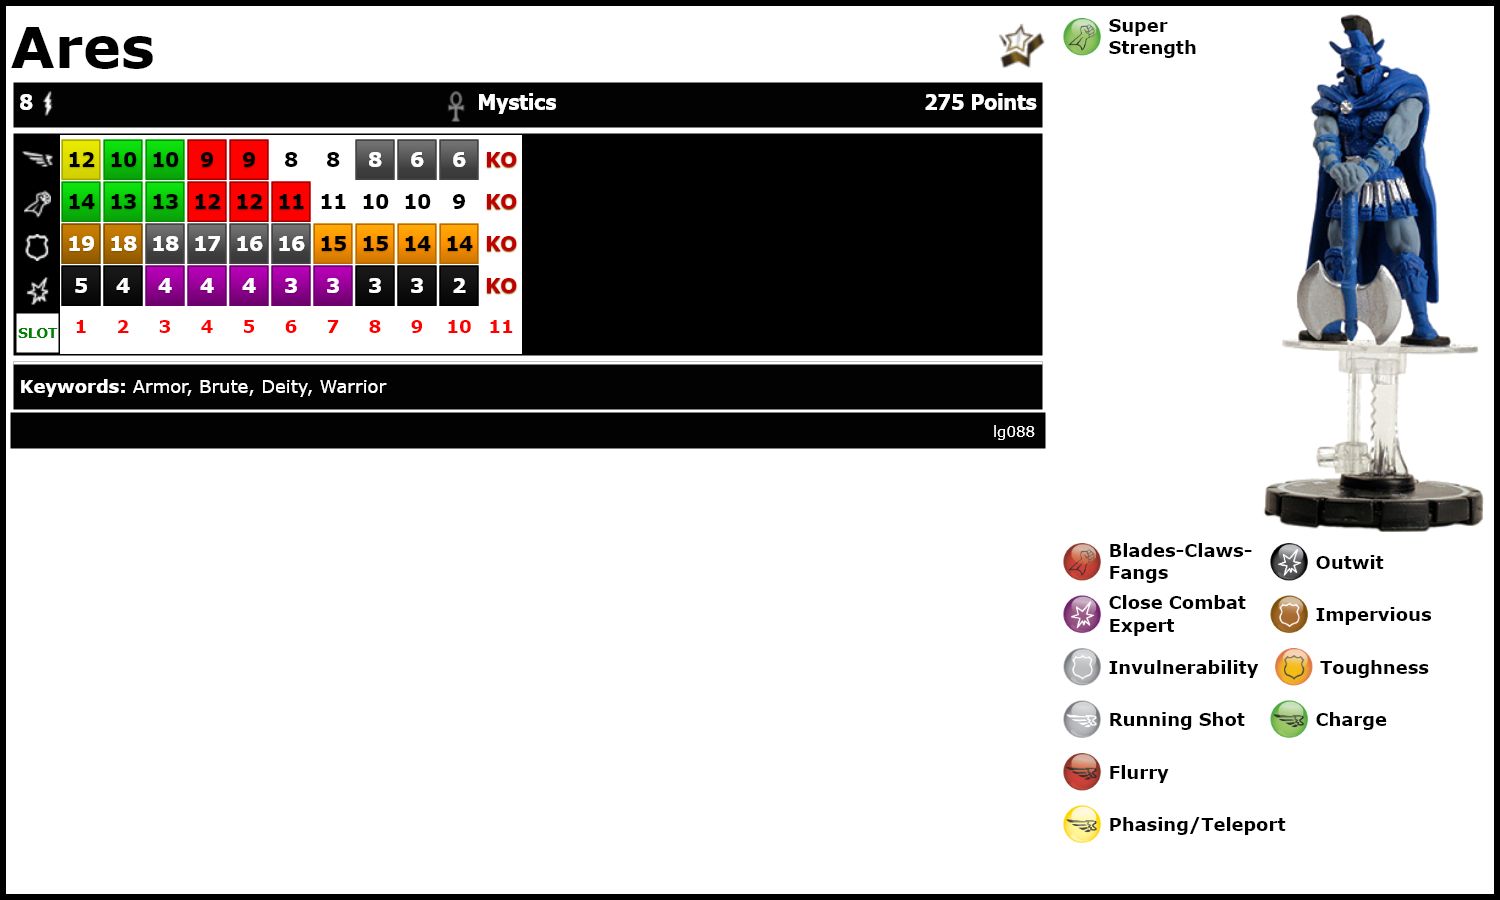 Ares
8 Mystics 275 Points
12 10 10 9 9 8 8 8 6 6 KO
14 13 13 12 12 11 11 10 10 9 KO
19 18 18 17 16 16 15 15 14 14 KO
5 4 4 4 4 3 3 3 3 2 KO
SLOT 1 2 3 4 5 6 7 8 9 10 11
Keywords: Armor, Brute, Deity, Warrior
lg088
Super
Strength
Blades-Claws-
Fangs
Outwit
Close Combat
Expert
Impervious
Invulnerability
Toughness
Running Shot
Charge
Flurry
Phasing/Teleport